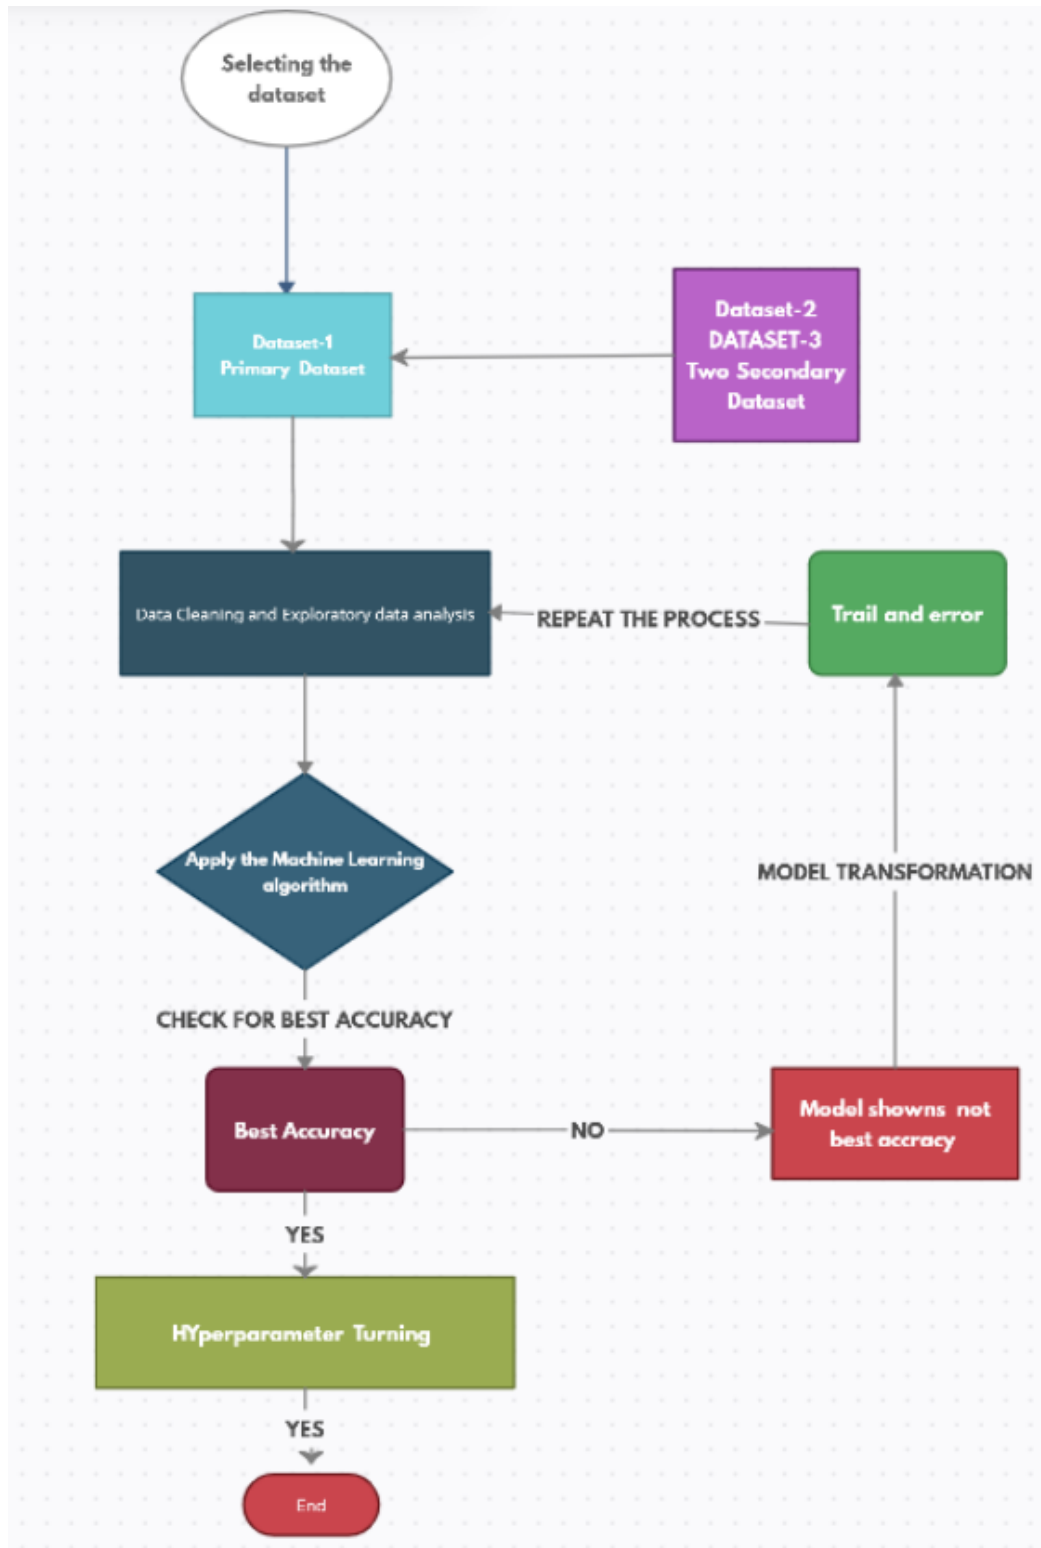 Selecting the
dataset
Dataset-1
Primary Dataset
Dataset-2
DATASET-3
Two Secondary
Dataset
Data Cleaning and Exploratory data analysis
REPEAT THE PROCESS
Trail and error
Apply the Machine Learning
algorithm
MODEL TRANSFORMATION
CHECK FOR BEST ACCURACY
Best Accuracy
NO
Model showns not
best accracy
YES
HYperparameter Turning
YES
End